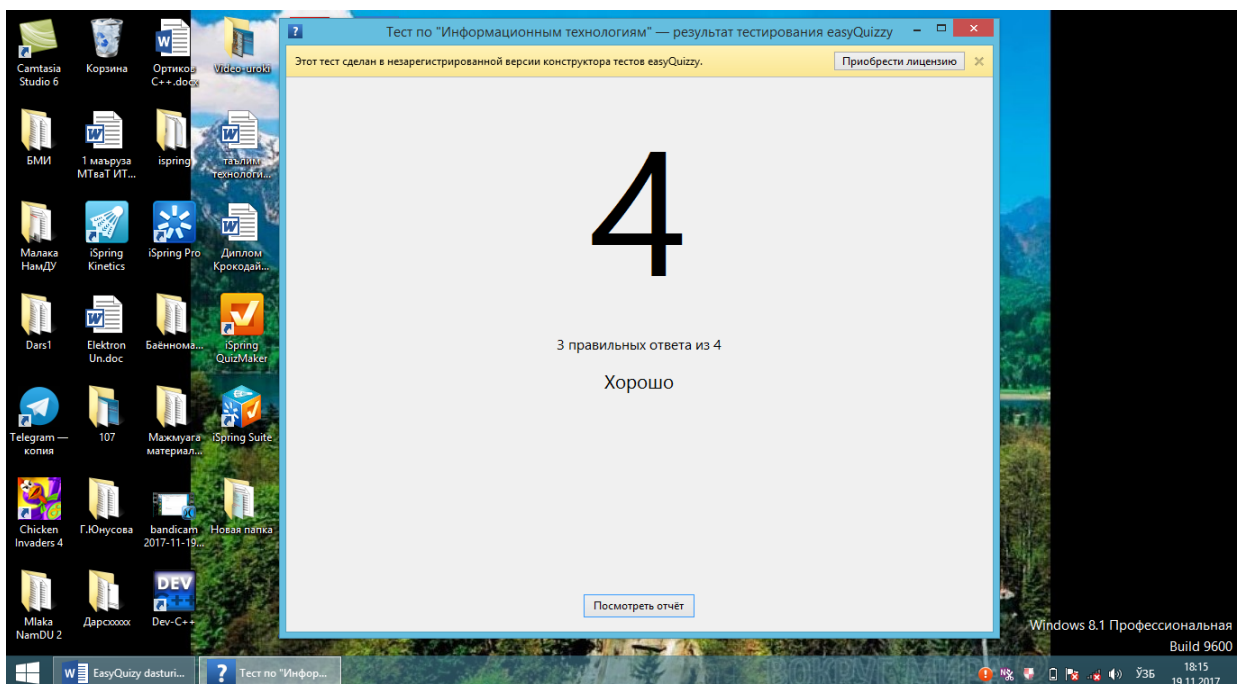 Camtasia
Studio 6
Корзина
Ортиков
C++.docx
Video-uroki
БМИ
1 маъруза
МТваТ ИТ...
ispring
таълим
технологи...
Малака
НамДУ
iSpring
Kinetics
iSpring Pro
Диплом
Крокодай...
Dars1
Elektron
Un.doc
Баённома...
iSpring
QuizMaker
Telegram —
копия
107
Мажмуага
материал...
iSpring Suite
Chicken
Invaders 4
Г.Юнусова
bandicam
2017-11-19...
Новая папка
Mlaka
NamDU 2
Дарсxxxxx
DEV
C++
Dev-C++
Тест по "Информационным технологиям" — результат тестирования easyQuizzy
Этот тест сделан в незарегистрированной версии конструктора тестов easyQuizzy.
Приобрести лицензию
4
3 правильных ответа из 4
Хорошо
Посмотреть отчёт
Windows 8.1 Профессиональная
Build 9600
EasyQuizy dasturi...
Тест по "Инфор...
ЎЗБ
18:15
19.11.2017